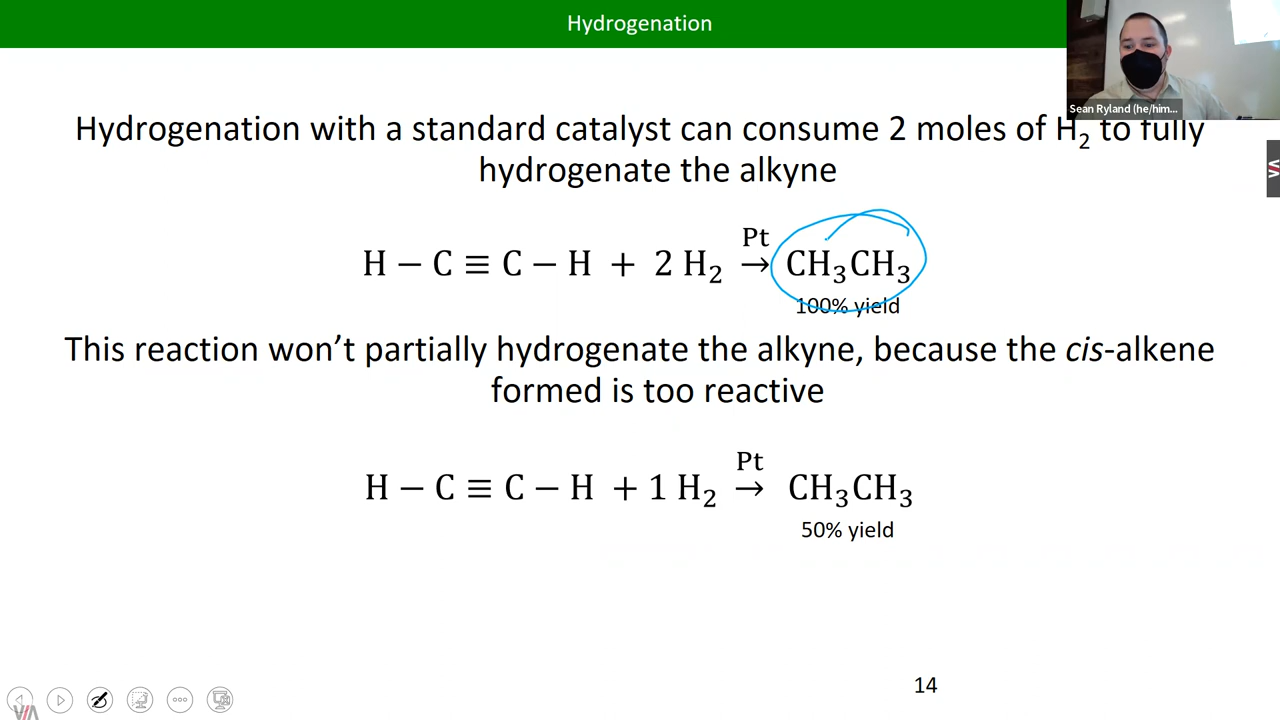 Hydrogenation
Sean Ryland (he/him...
Hydrogenation with a standard catalyst can consume 2 moles of H₂ to fully
hydrogenate the alkyne
H − C ≡ C − H + 2 H₂ Pt → CH₃CH₃
100% yield
This reaction won’t partially hydrogenate the alkyne, because the cis-alkene
formed is too reactive
H − C ≡ C − H + 1 H₂ Pt → CH₃CH₃
50% yield
14